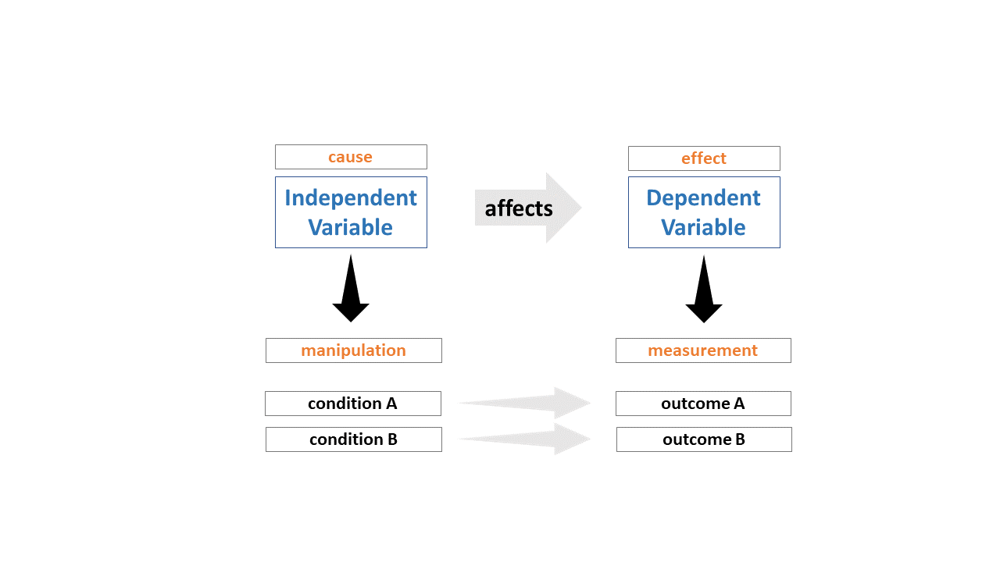 cause
effect
Independent
Variable
affects
Dependent
Variable
manipulation
measurement
condition A
outcome A
condition B
outcome B